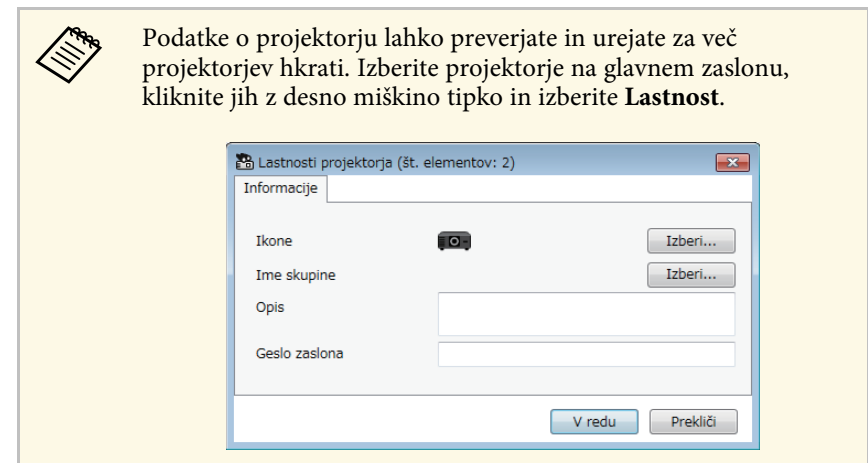 Podatke o projektorju lahko preverjate in urejate za več
projektorjev hkrati. Izberite projektorje na glavnem zaslonu,
kliknite jih z desno miškino tipko in izberite Lastnost.
Lastnosti projektorja (št. elementov: 2)
Informacije
Ikone Izberi...
Ime skupine Izberi...
Opis
Geslo zaslona
V redu Prekliči